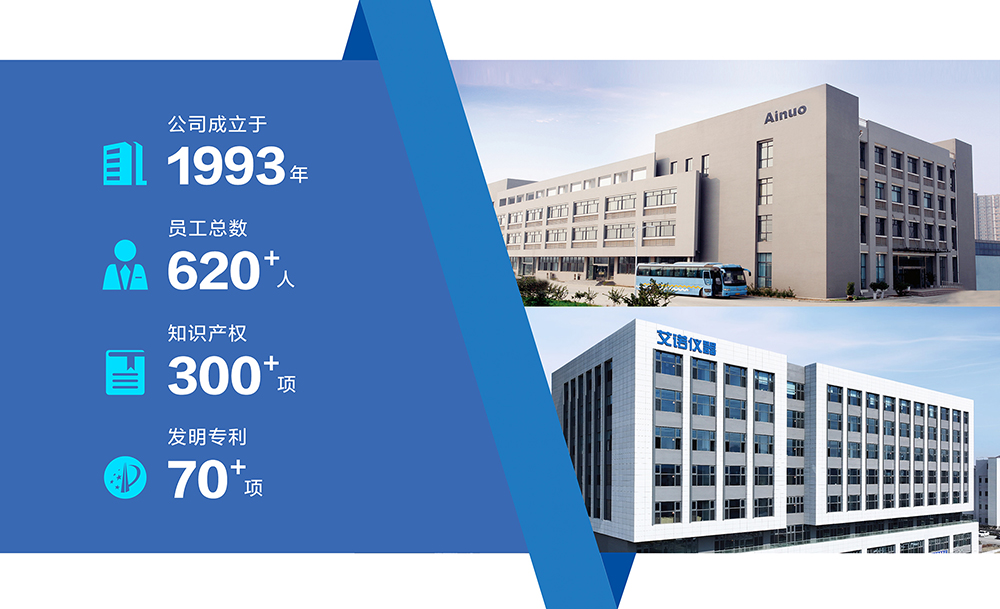 公司成立于
1993年
员工总数
620+人
知识产权
300+项
发明专利
70+项
Ainuo
艾诺仪器